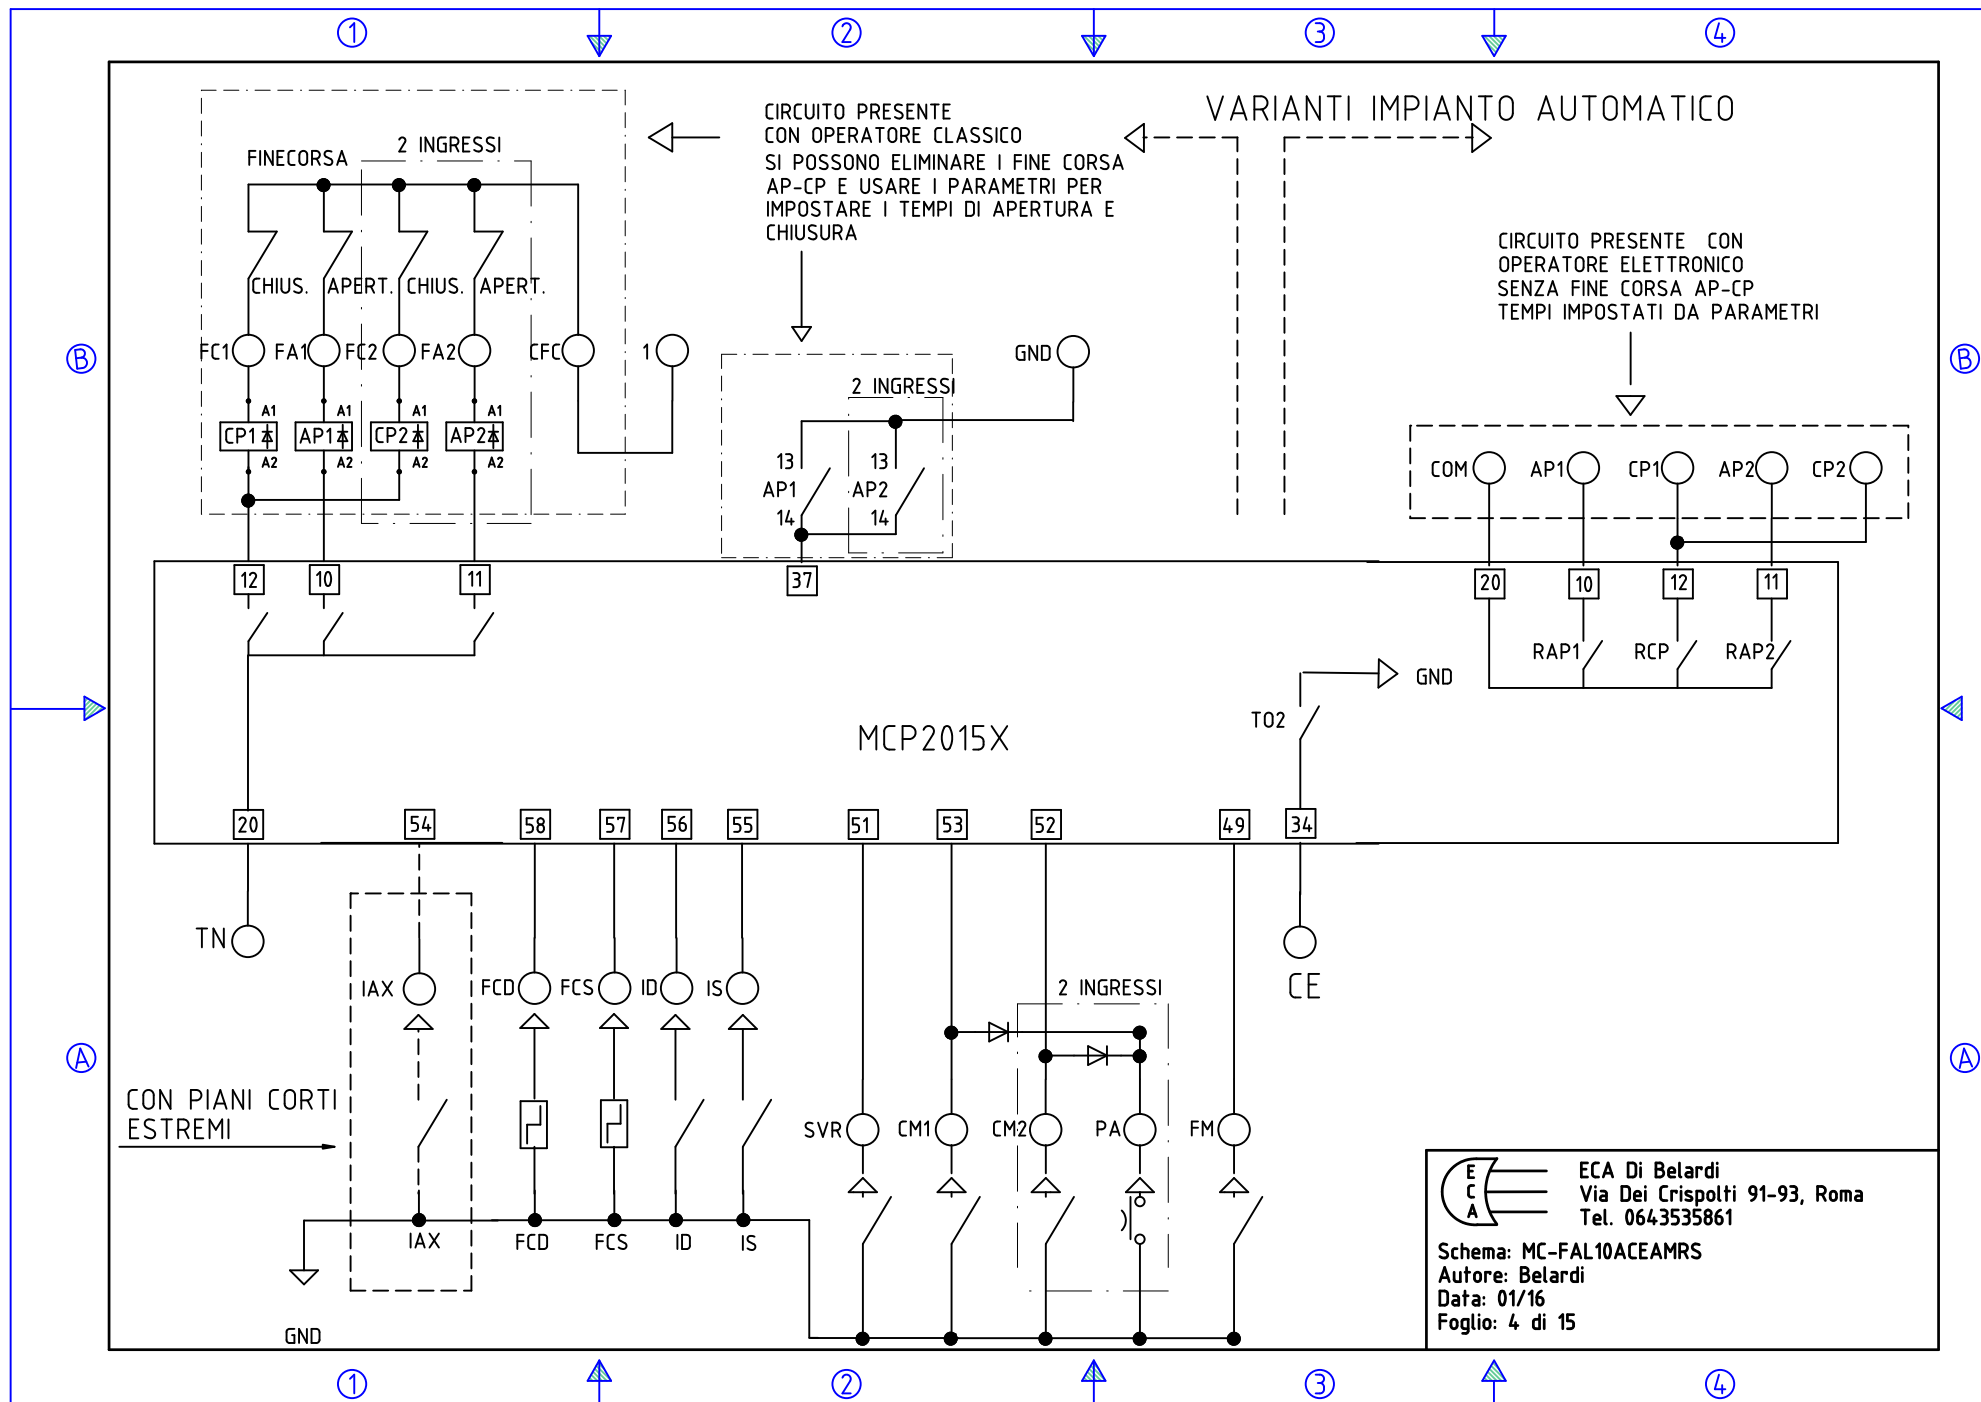 1 2 3 4
VARIANTI IMPIANTO AUTOMATICO
CIRCUITO PRESENTE
CON OPERATORE CLASSICO
SI POSSONO ELIMINARE I FINE CORSA
AP-CP E USARE I PARAMETRI PER
IMPOSTARE I TEMPI DI APERTURA E
CHIUSURA
2 INGRESSI
FINECORSA
CHIUS. APERT. CHIUS. APERT.
CIRCUITO PRESENTE CON
OPERATORE ELETTRONICO
SENZA FINE CORSA AP-CP
TEMPI IMPOSTATI DA PARAMETRI
B B
FC1 FA1 FC2 FA2 CFC 1 GND
2 INGRESSI
A1 A1 A1 A1
CP1 AP1 CP2 AP2
A2 A2 A2 A2
13 13
AP1 AP2
14 14
COM AP1 CP1 AP2 CP2
12 10 11 37 20 10 12 11
RAP1 RCP RAP2
GND
TO2
MCP2015X
20 54 58 57 56 55 51 53 52 49 34
TN
IAX FCD FCS ID IS
2 INGRESSI
CE
A A
CON PIANI CORTI
ESTREMI
SVR CM1 CM2 PA FM
IAX FCD FCS ID IS
GND
E
C
A
ECA Di Belardi
Via Dei Crispolti 91-93, Roma
Tel. 0643535861
Schema: MC-FAL10ACEAMRS
Autore: Belardi
Data: 01/16
Foglio: 4 di 15
1 2 3 4